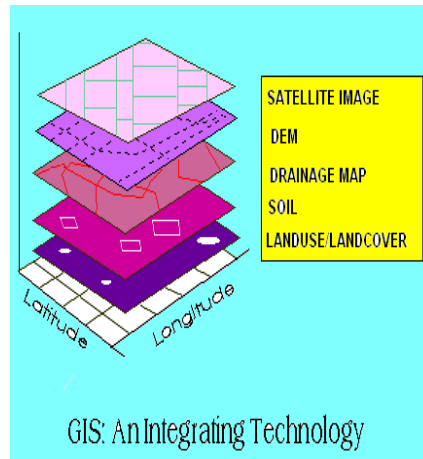 SATELLITE IMAGE
DEM
DRAINAGE MAP
SOIL
LANDUSE/LANDCOVER
Latitude
Longitude
GIS: An Integrating Technology